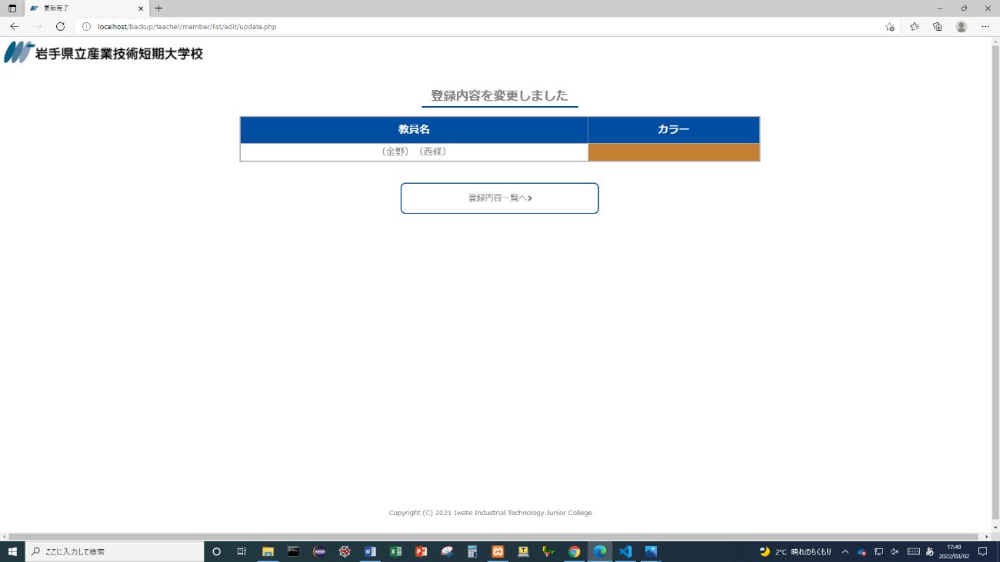 更新完了
localhost/backup/teacher/member/list/edit/update.php
岩手県立産業技術短期大学校
登録内容を変更しました
教員名 カラー
（金野）（西條）
登録内容一覧へ
Copyright (C) 2021 Iwate Industrial Technology Junior College
ここに入力して検索
2°C 晴れのちくもり
あ
17:49
2022/03/02